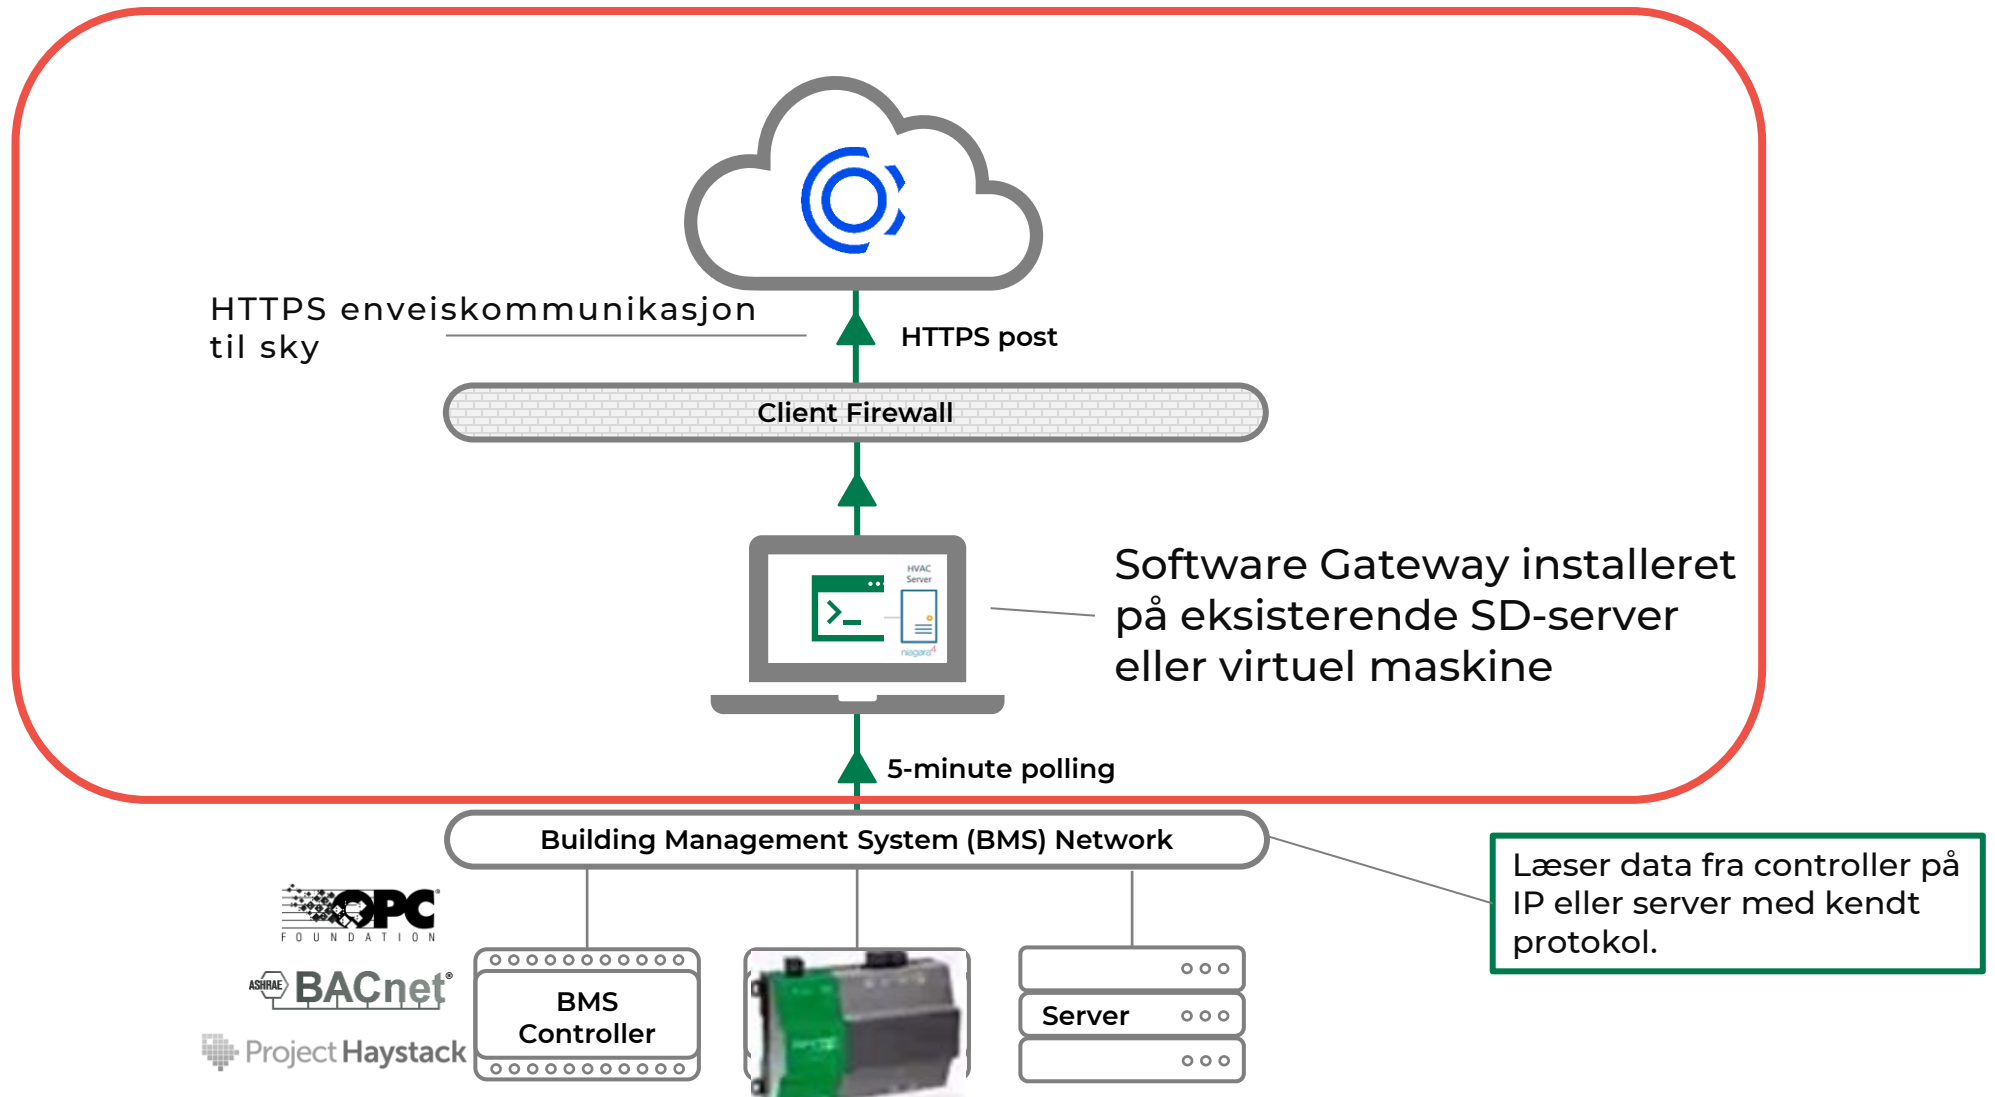 HTTPS enveiskommunikasjon
til sky
HTTPS post
Client Firewall
HVAC
Server
niagara4
Software Gateway installeret
på eksisterende SD-server
eller virtuel maskine
5-minute polling
Building Management System (BMS) Network
Læser data fra controller på
IP eller server med kendt
protokol.
OPC®
FOUNDATION
ASHRAE BACnet®
Project Haystack
BMS
Controller
Server